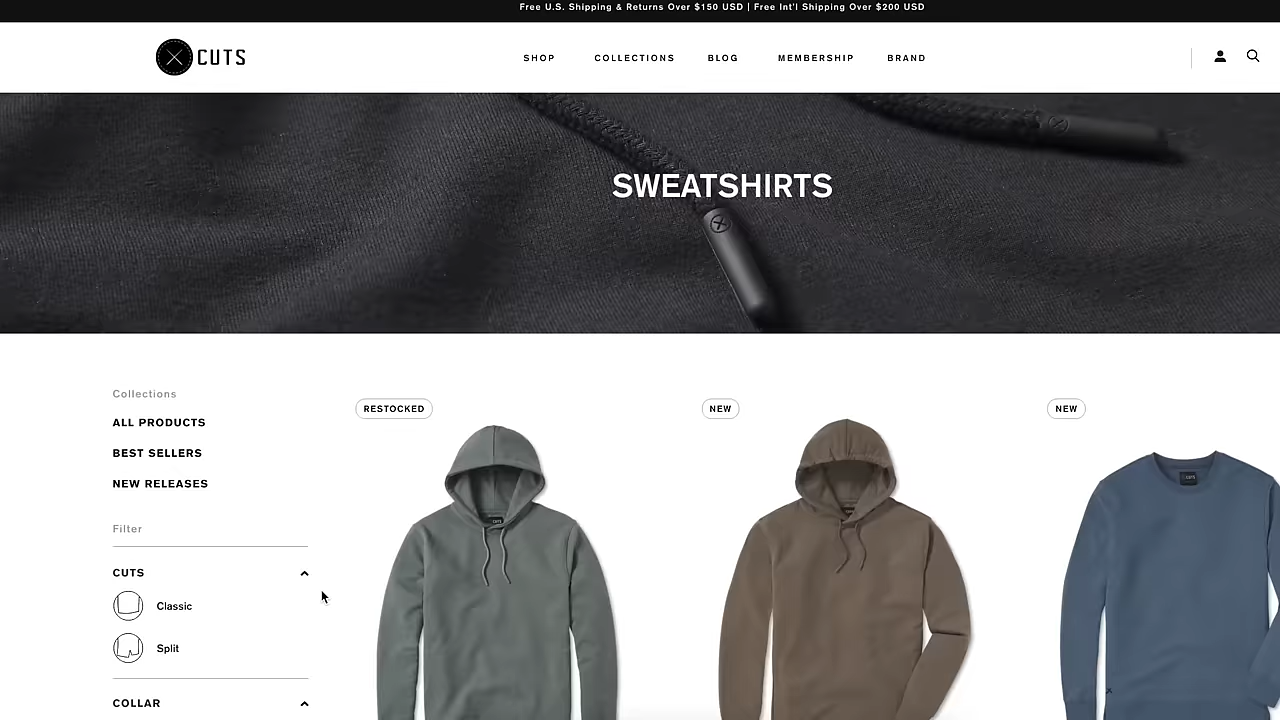 Free U.S. Shipping & Returns Over $150 USD | Free Int'l Shipping Over $200 USD
CUTS
SHOP COLLECTIONS BLOG MEMBERSHIP BRAND
SWEATSHIRTS
Collections
ALL PRODUCTS
BEST SELLERS
NEW RELEASES
Filter
CUTS
Classic
Split
COLLAR
RESTOCKED
NEW
NEW
CUTS